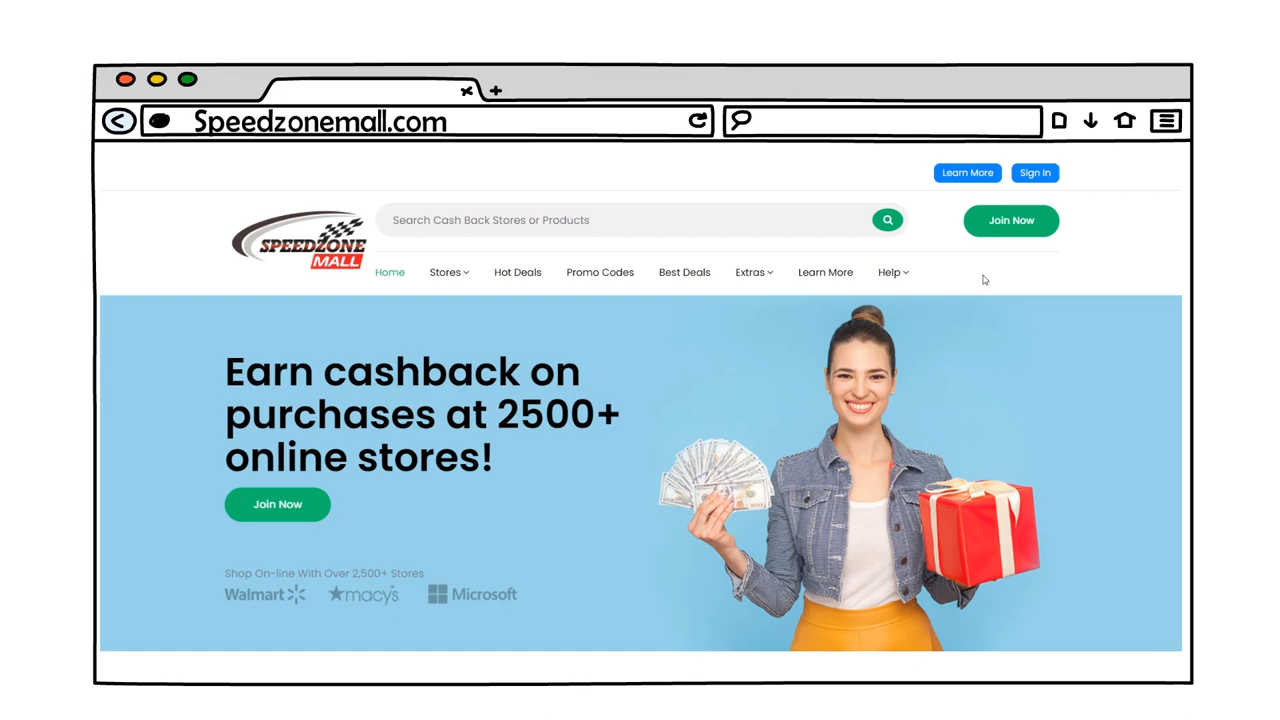 Speedzonemall.com
Learn More Sign In
Search Cash Back Stores or Products
Join Now
SPEEDZONE
MALL
Home Stores Hot Deals Promo Codes Best Deals Extras Learn More Help
Earn cashback on
purchases at 2500+
online stores!
Join Now
Shop On-line With Over 2,500+ Stores
Walmart macy's Microsoft